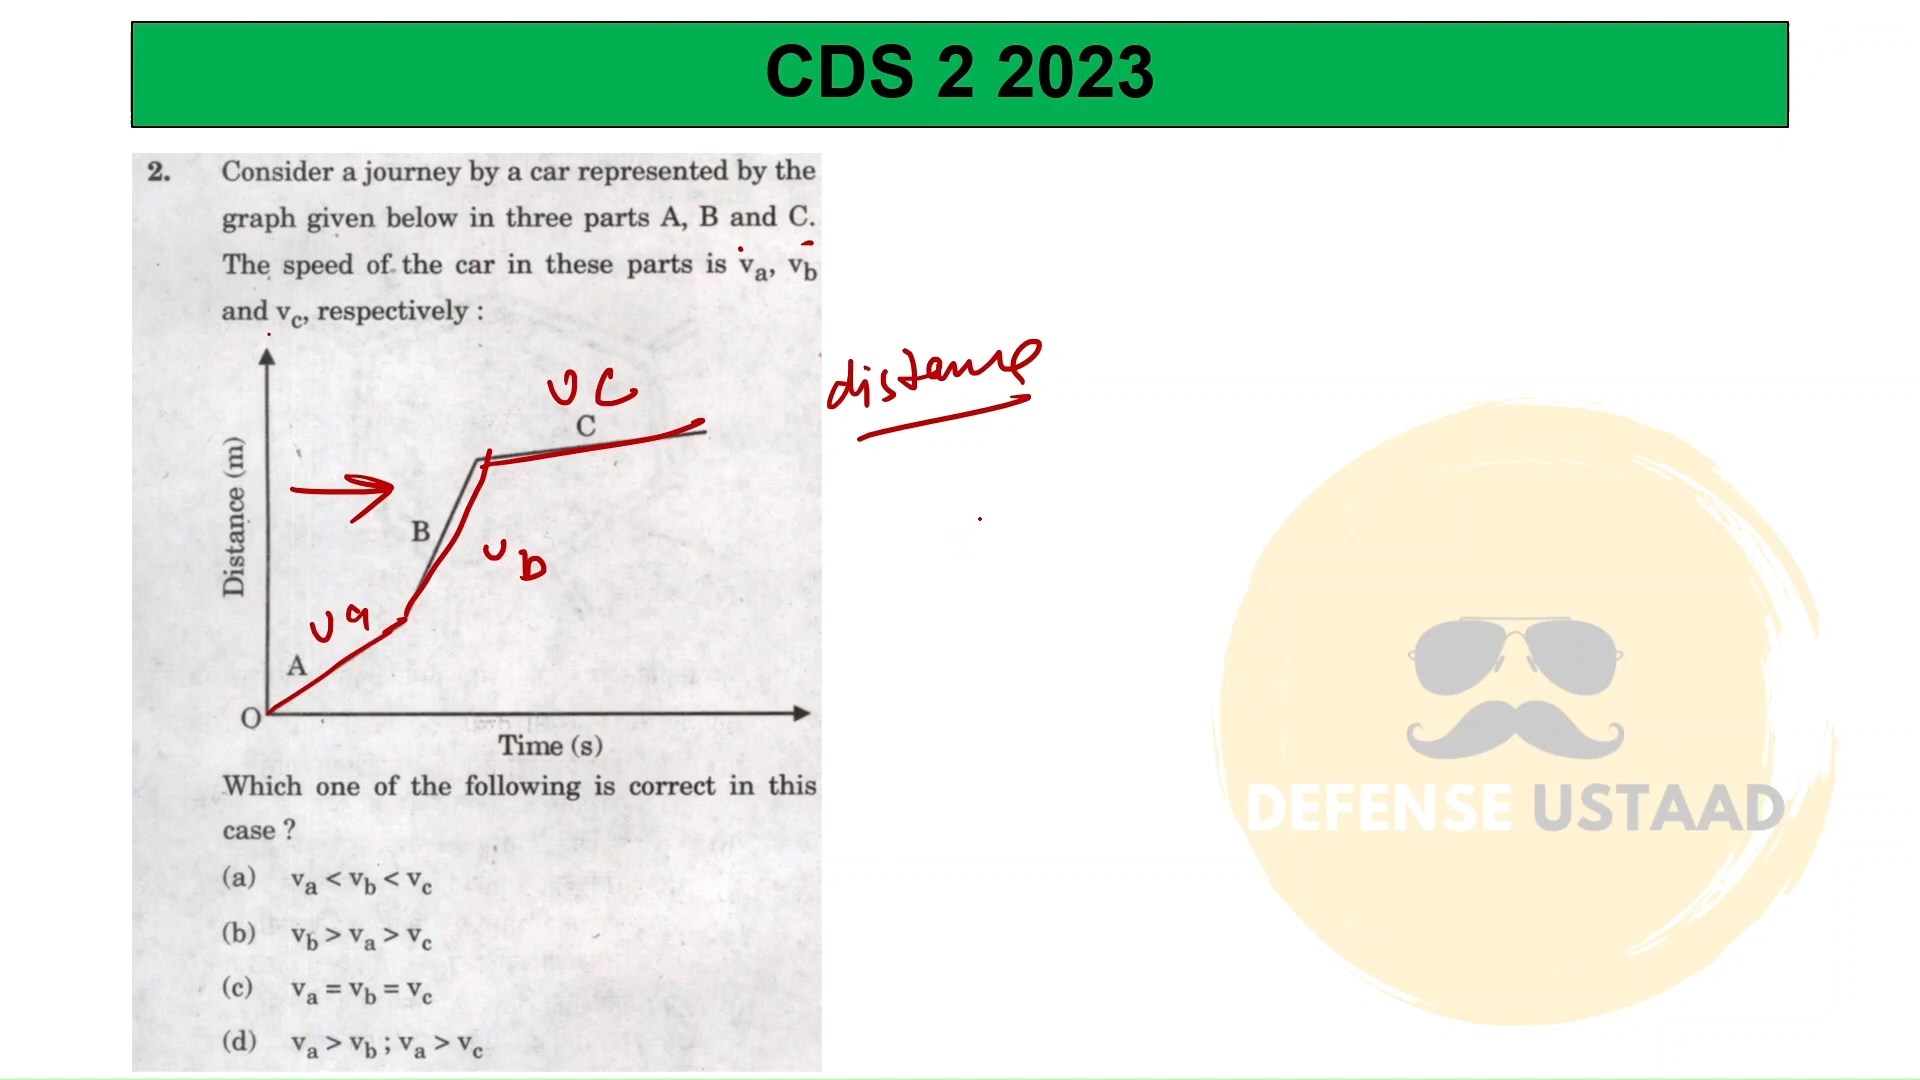 CDS 2 2023
2. Consider a journey by a car represented by the
graph given below in three parts A, B and C.
The speed of the car in these parts is va, vb
and vc, respectively :
distance
vc
C
Distance (m)
B
vb
va
A
O
Time (s)
Which one of the following is correct in this
case ?
(a) va < vb < vc
(b) vb > va > vc
(c) va = vb = vc
(d) va > vb ; va > vc
DEFENSE USTAAD